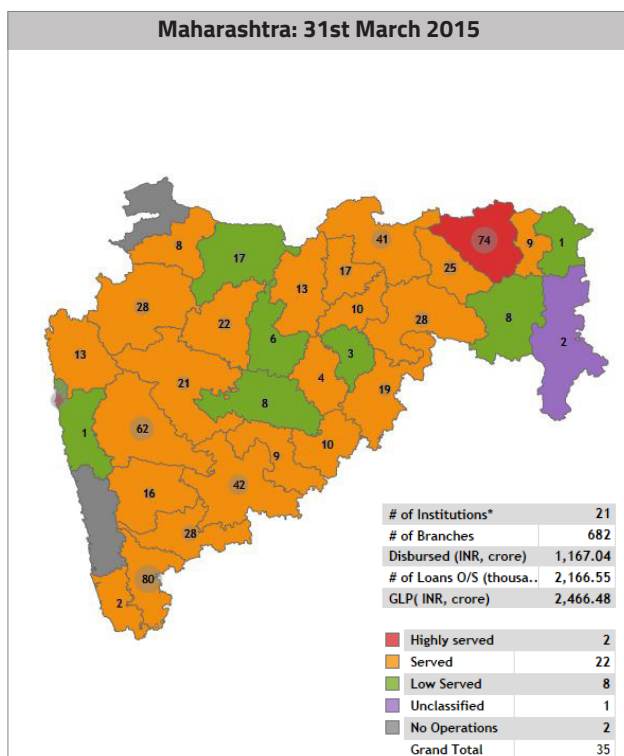 Maharashtra: 31st March 2015
8
17
41
74
9
1
25
17
13
28
22
10
28
8
2
6
3
13
21
4
19
8
1
62
10
9
42
16
28
80
2
# of Institutions* 21
# of Branches 682
Disbursed (INR, crore) 1,167.04
# of Loans O/S (thousa.. 2,166.55
GLP( INR, crore) 2,466.48
Highly served 2
Served 22
Low Served 8
Unclassified 1
No Operations 2
Grand Total 35